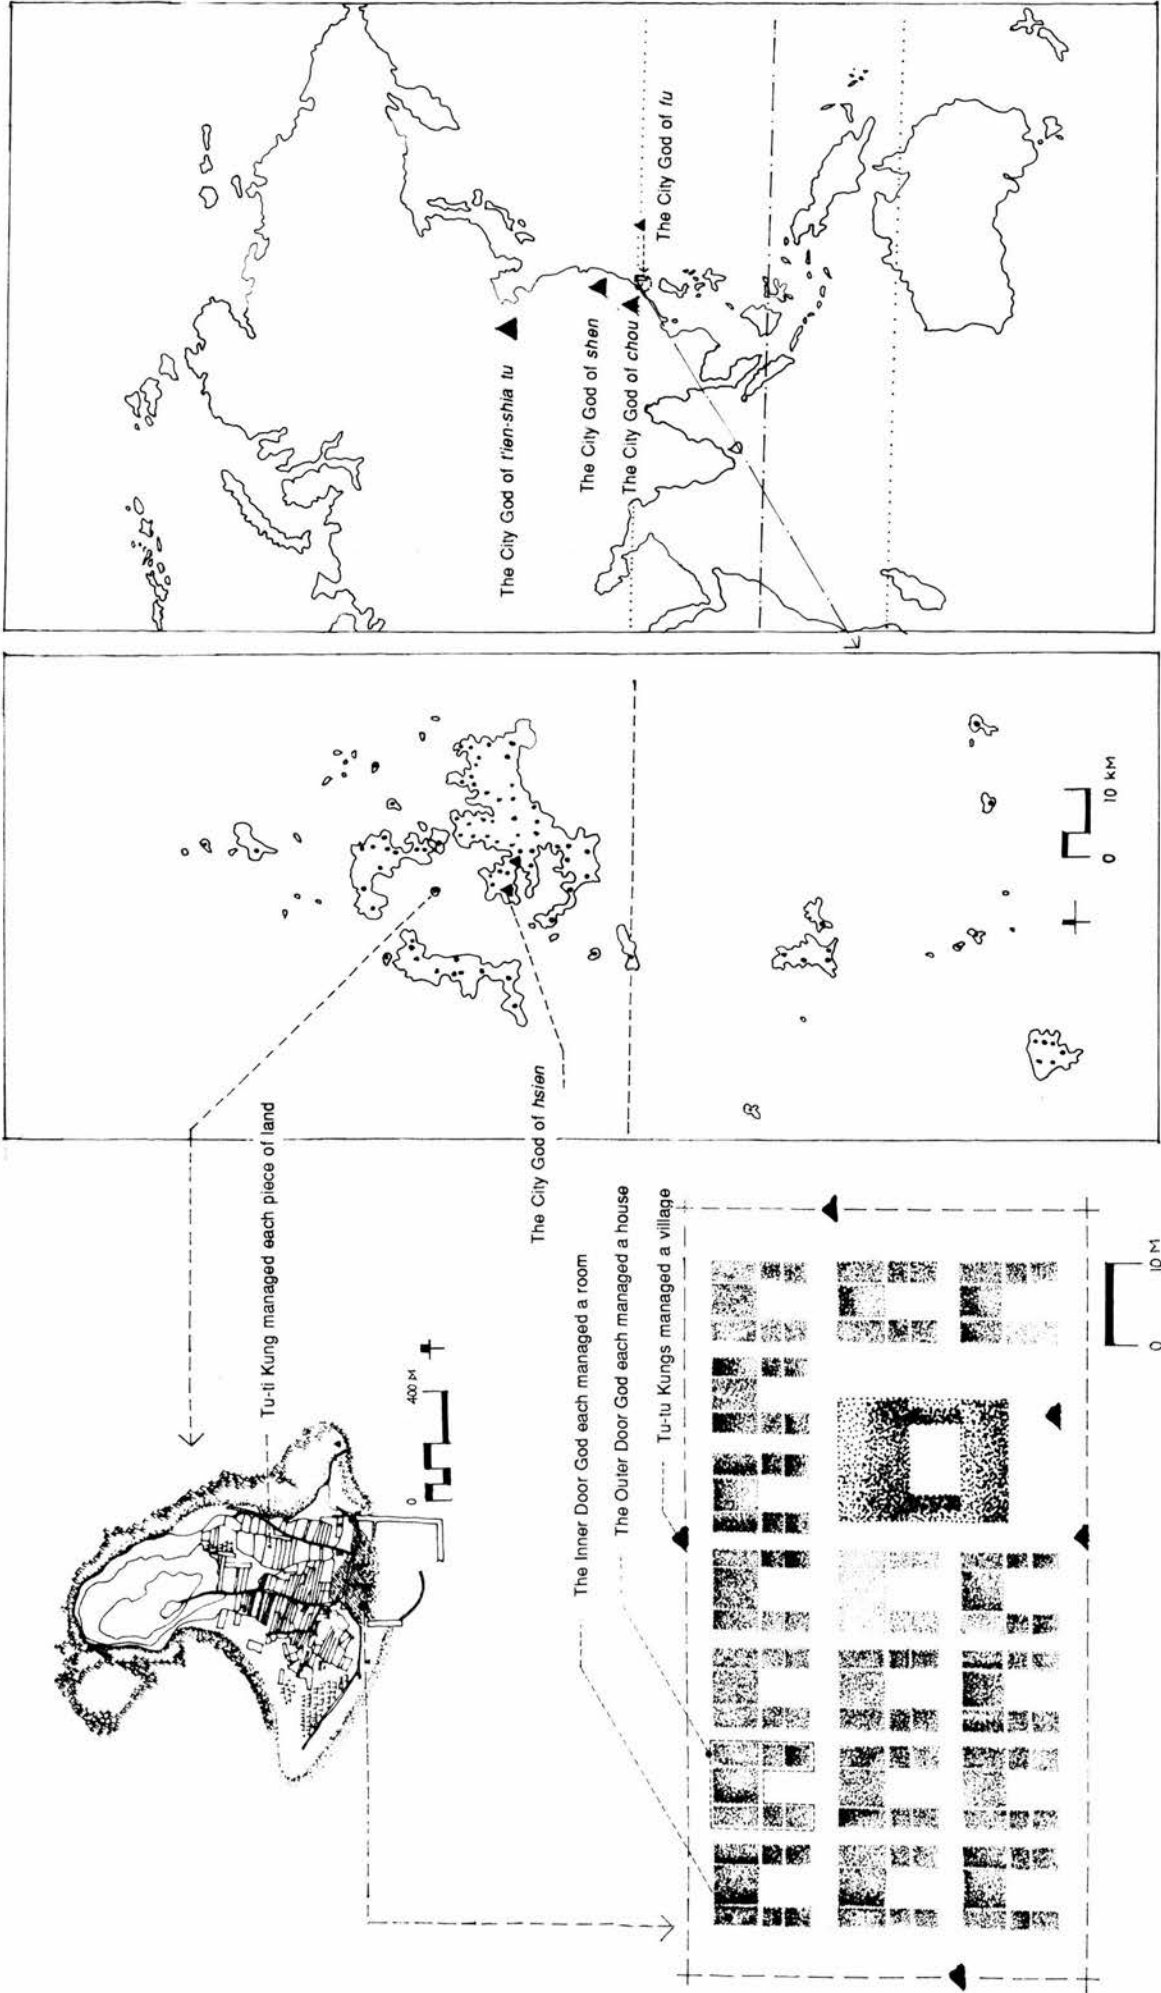 The City God of t'ien-shia tu
The City God of shen
The City God of chou
The City God of fu
The City God of hsien
0 10 KM
Tu-ti Kung managed each piece of land
0 400 M
The Inner Door God each managed a room
The Outer Door God each managed a house
Tu-tu Kungs managed a village
0 10 M